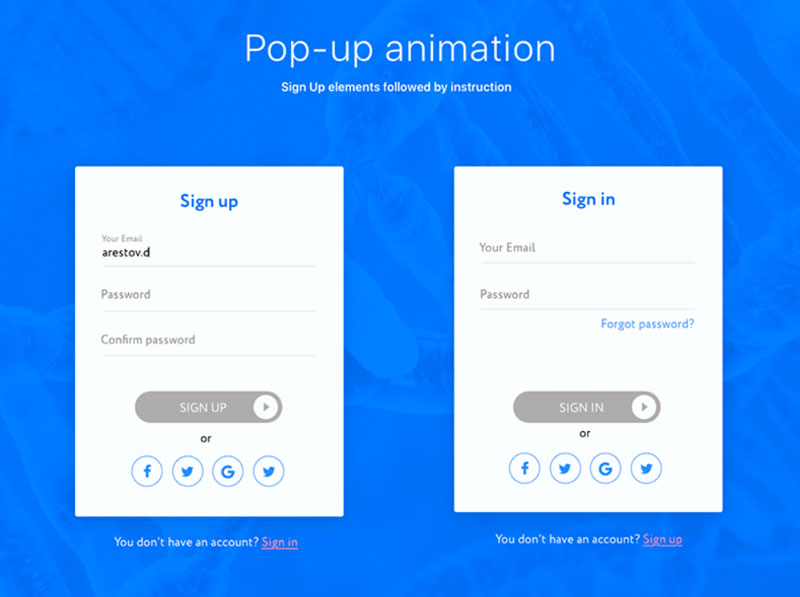 Pop-up animation
Sign Up elements followed by instruction
Sign up
Your Email
arestov.d
Password
Confirm password
SIGN UP
or
You don't have an account? Sign in
Sign in
Your Email
Password
Forgot password?
SIGN IN
or
You don't have an account? Sign up